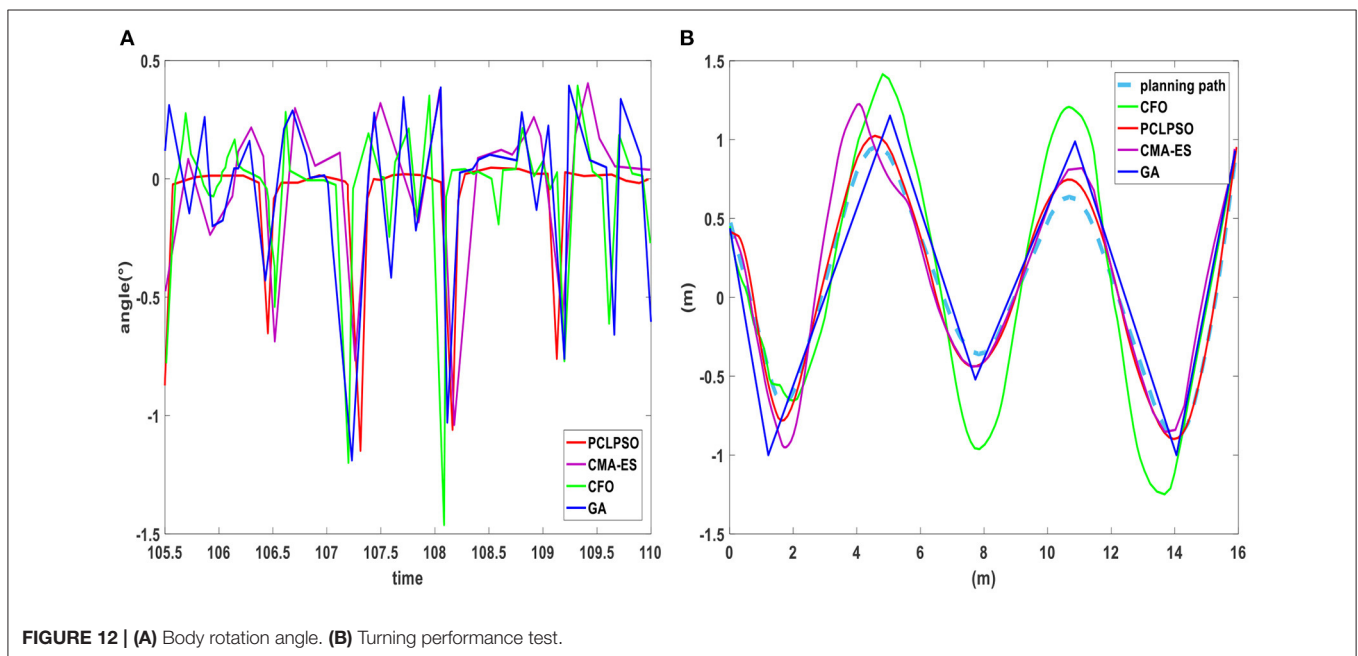 A
0.5
0
-0.5
-1
-1.5
angle(°)
105.5 106 106.5 107 107.5 108 108.5 109 109.5 110
time
PCLPSO
CMA-ES
CFO
GA
B
1.5
1
0.5
0
-0.5
-1
-1.5
(m)
0 2 4 6 8 10 12 14 16
(m)
planning path
CFO
PCLPSO
CMA-ES
GA
FIGURE 12 | (A) Body rotation angle. (B) Turning performance test.